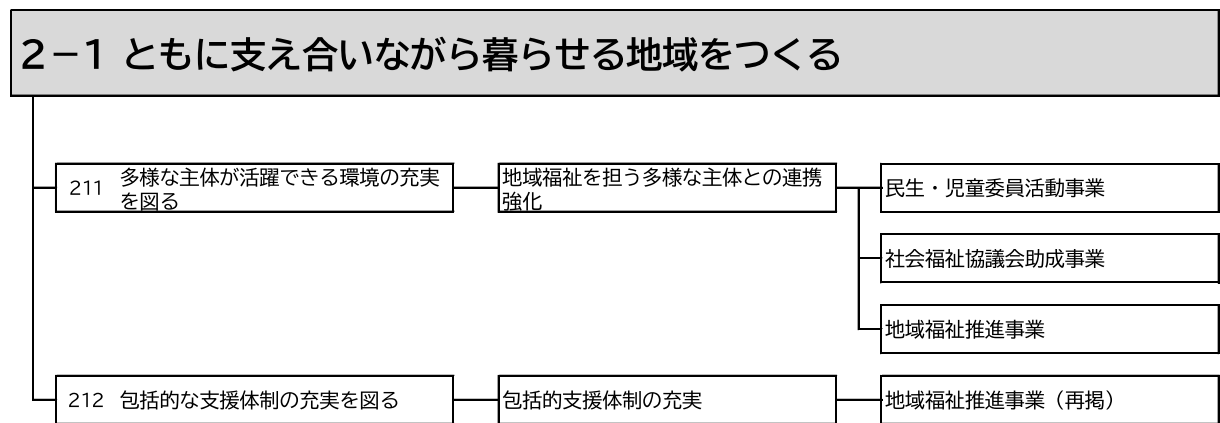 2－1 ともに支え合いながら暮らせる地域をつくる
211 多様な主体が活躍できる環境の充実
を図る
地域福祉を担う多様な主体との連携
強化
民生・児童委員活動事業
社会福祉協議会助成事業
地域福祉推進事業
212 包括的な支援体制の充実を図る
包括的支援体制の充実
地域福祉推進事業（再掲）